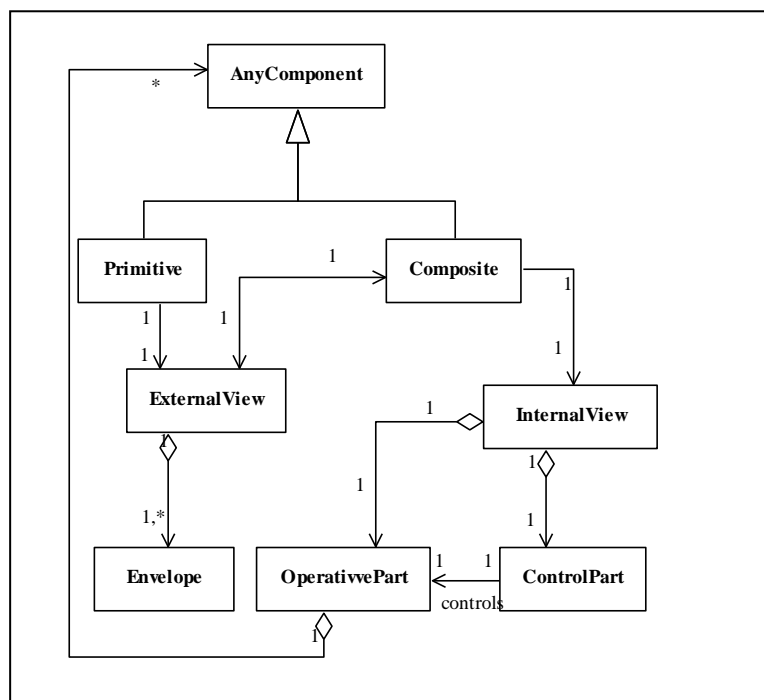 AnyComponent
*
Primitive
Composite
1
1
1
1
1
1
ExternalView
InternalView
1
1
1
1
1
1,*
1
Envelope
OperativvePart
ControlPart
1
1
controls
1